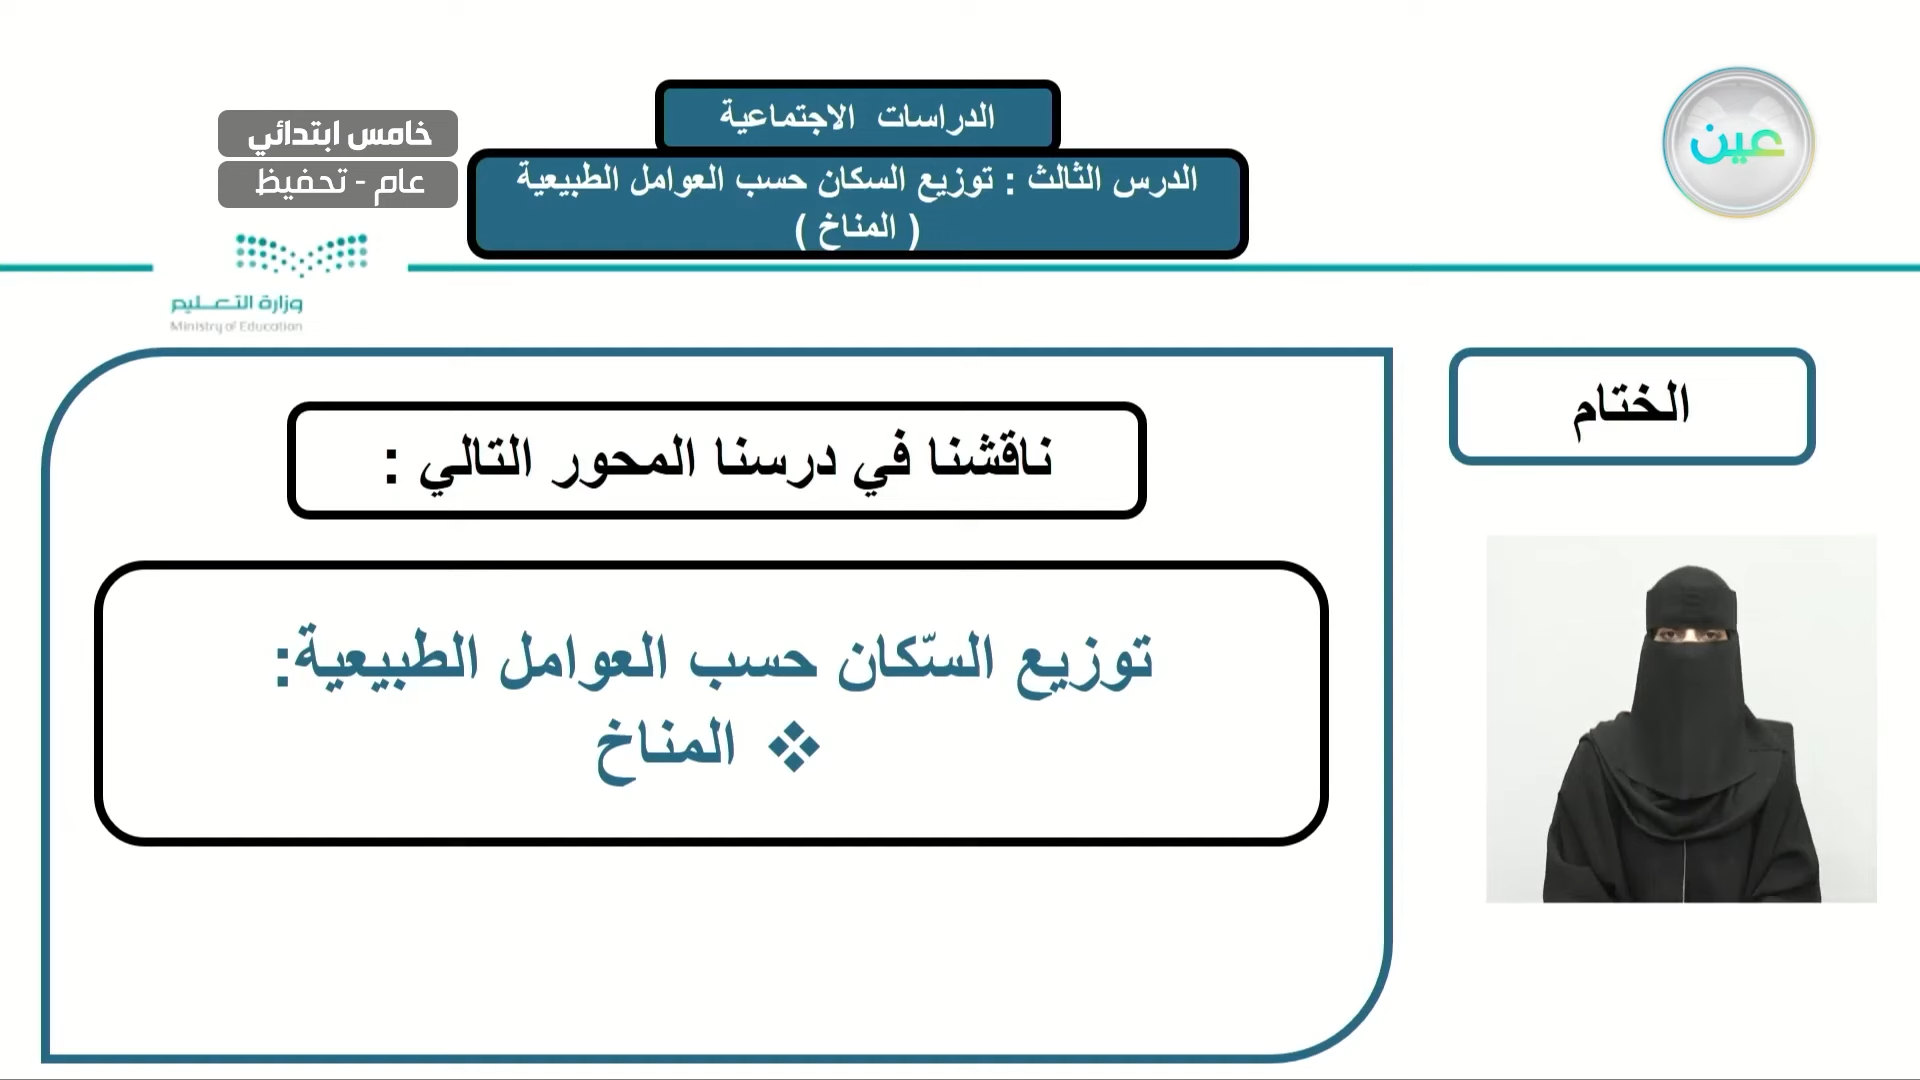 الدراسات الاجتماعية
الدرس الثالث : توزيع السكان حسب العوامل الطبيعية
( المناخ )
خامس ابتدائي
عام - تحفيظ
عين
وزارة التعليم
Ministry of Education
الختام
ناقشنا في درسنا المحور التالي :
توزيع السّكان حسب العوامل الطبيعية:
❖ المناخ